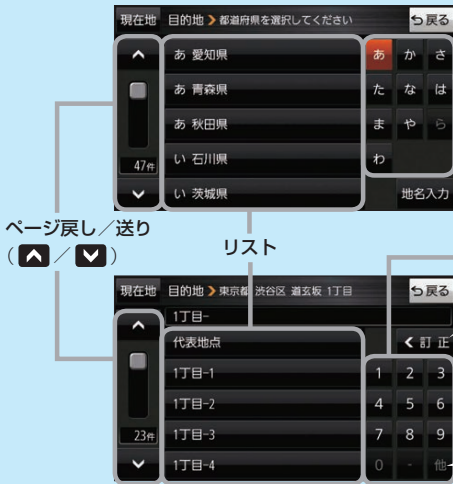 現在地 目的地 > 都道府県を選択してください 戻る
あ 愛知県
あ 青森県
あ 秋田県
い 石川県
い 茨城県
47件
あ か さ
た な は
ま や ら
わ
地名入力
ページ戻し/送り
( / )
リスト
現在地 目的地 > 東京都 渋谷区 道玄坂 1丁目 戻る
1丁目-
代表地点
1丁目-1
1丁目-2
1丁目-3
1丁目-4
23件
訂 正
1 2 3
4 5 6
7 8 9
0 - 他